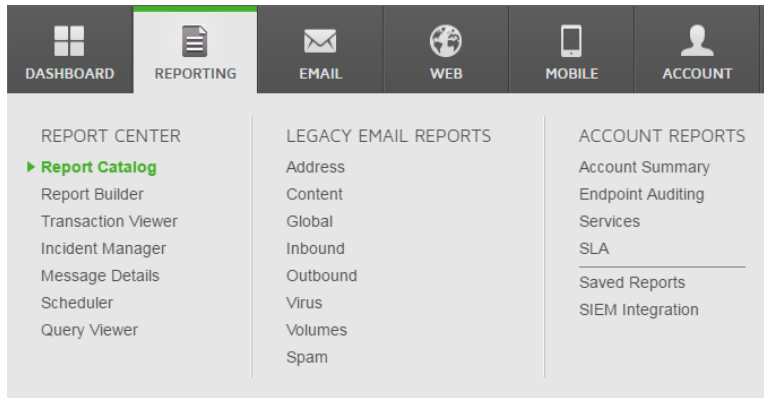 DASHBOARD
REPORTING
EMAIL
WEB
MOBILE
ACCOUNT
REPORT CENTER
Report Catalog
Report Builder
Transaction Viewer
Incident Manager
Message Details
Scheduler
Query Viewer
LEGACY EMAIL REPORTS
Address
Content
Global
Inbound
Outbound
Virus
Volumes
Spam
ACCOUNT REPORTS
Account Summary
Endpoint Auditing
Services
SLA
Saved Reports
SIEM Integration